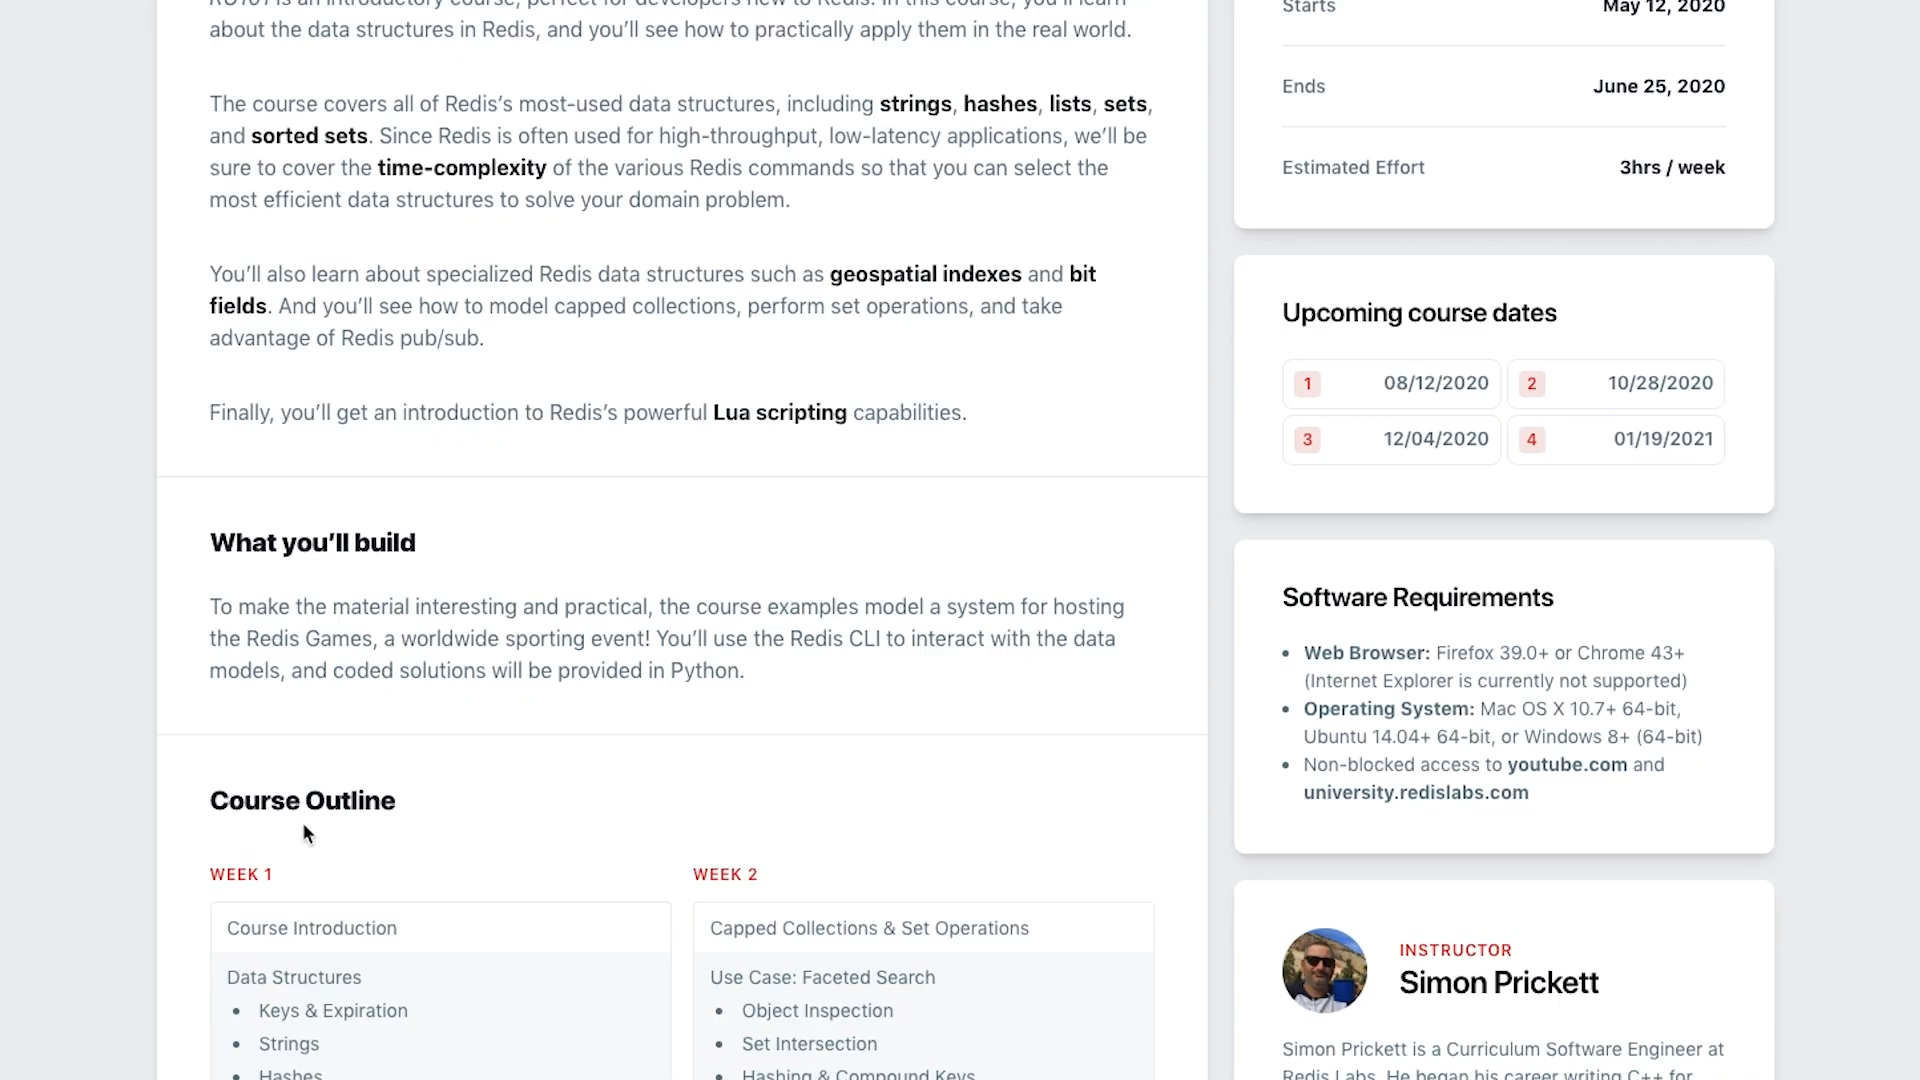 RU101 is an introductory course, perfect for developers new to Redis. In this course, you'll learn
about the data structures in Redis, and you'll see how to practically apply them in the real world.
The course covers all of Redis's most-used data structures, including strings, hashes, lists, sets,
and sorted sets. Since Redis is often used for high-throughput, low-latency applications, we'll be
sure to cover the time-complexity of the various Redis commands so that you can select the
most efficient data structures to solve your domain problem.
You'll also learn about specialized Redis data structures such as geospatial indexes and bit
fields. And you'll see how to model capped collections, perform set operations, and take
advantage of Redis pub/sub.
Finally, you'll get an introduction to Redis's powerful Lua scripting capabilities.
What you'll build
To make the material interesting and practical, the course examples model a system for hosting
the Redis Games, a worldwide sporting event! You'll use the Redis CLI to interact with the data
models, and coded solutions will be provided in Python.
Course Outline
WEEK 1
Course Introduction
Data Structures
• Keys & Expiration
• Strings
• Hashes
WEEK 2
Capped Collections & Set Operations
Use Case: Faceted Search
• Object Inspection
• Set Intersection
• Hashing & Compound Keys
Starts May 12, 2020
Ends June 25, 2020
Estimated Effort 3hrs / week
Upcoming course dates
1 08/12/2020 2 10/28/2020
3 12/04/2020 4 01/19/2021
Software Requirements
• Web Browser: Firefox 39.0+ or Chrome 43+
(Internet Explorer is currently not supported)
• Operating System: Mac OS X 10.7+ 64-bit,
Ubuntu 14.04+ 64-bit, or Windows 8+ (64-bit)
• Non-blocked access to youtube.com and
university.redislabs.com
INSTRUCTOR
Simon Prickett
Simon Prickett is a Curriculum Software Engineer at
Redis Labs. He began his career writing C++ for